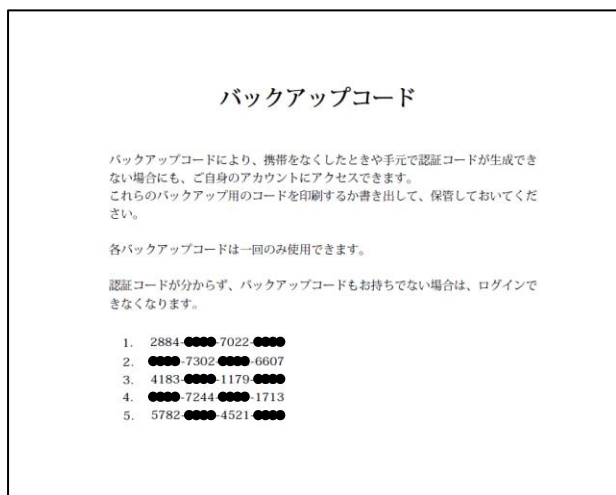 バックアップコード
バックアップコードにより、携帯をなくしたときや手元で認証コードが生成でき
ない場合にも、ご自身のアカウントにアクセスできます。
これらのバックアップ用のコードを印刷するか書き出して、保管しておいてくだ
さい。
各バックアップコードは一回のみ使用できます。
認証コードが分からず、バックアップコードもお持ちでない場合は、ログインで
きなくなります。
1. 2884-●●●●-7022-●●●●
2. ●●●●-7302-●●●●-6607
3. 4183-●●●●-1179-●●●●
4. ●●●●-7244-●●●●-1713
5. 5782-●●●●-4521-●●●●